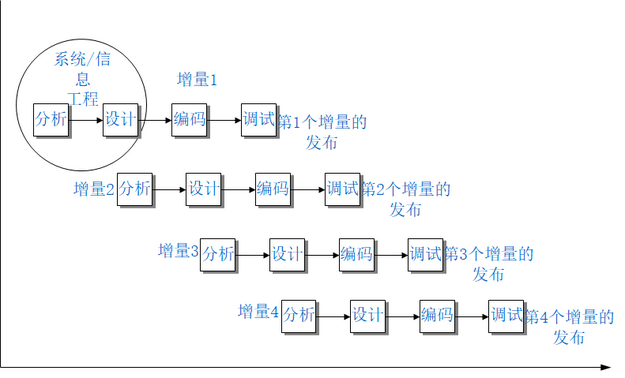 系统/信
息
工程
增量1
分析
设计
编码
调试
第1个增量的
发布
增量2
分析
设计
编码
调试
第2个增量的
发布
增量3
分析
设计
编码
调试
第3个增量的
发布
增量4
分析
设计
编码
调试
第4个增量的
发布